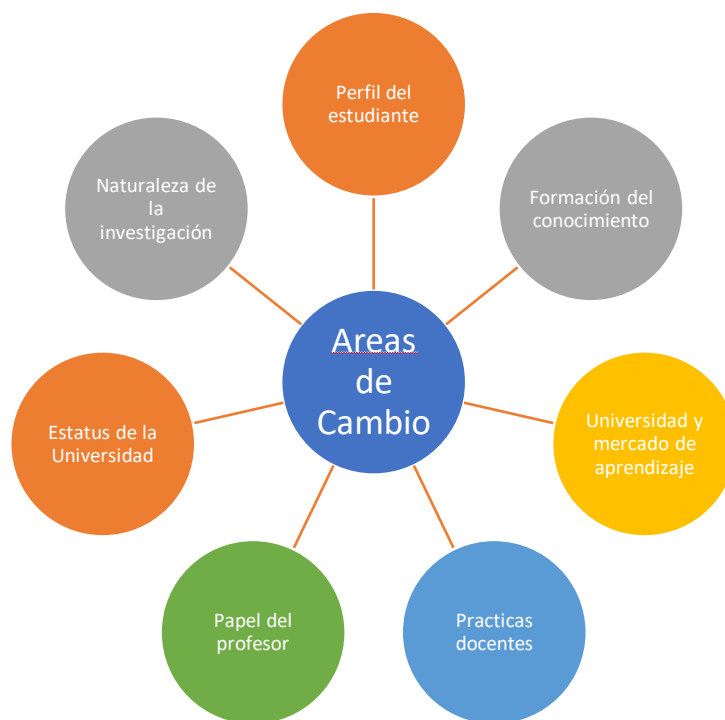 Perfil del
estudiante
Naturaleza de
la
investigación
Formación del
conocimiento
Areas
de
Cambio
Estatus de la
Universidad
Universidad y
mercado de
aprendizaje
Papel del
profesor
Practicas
docentes